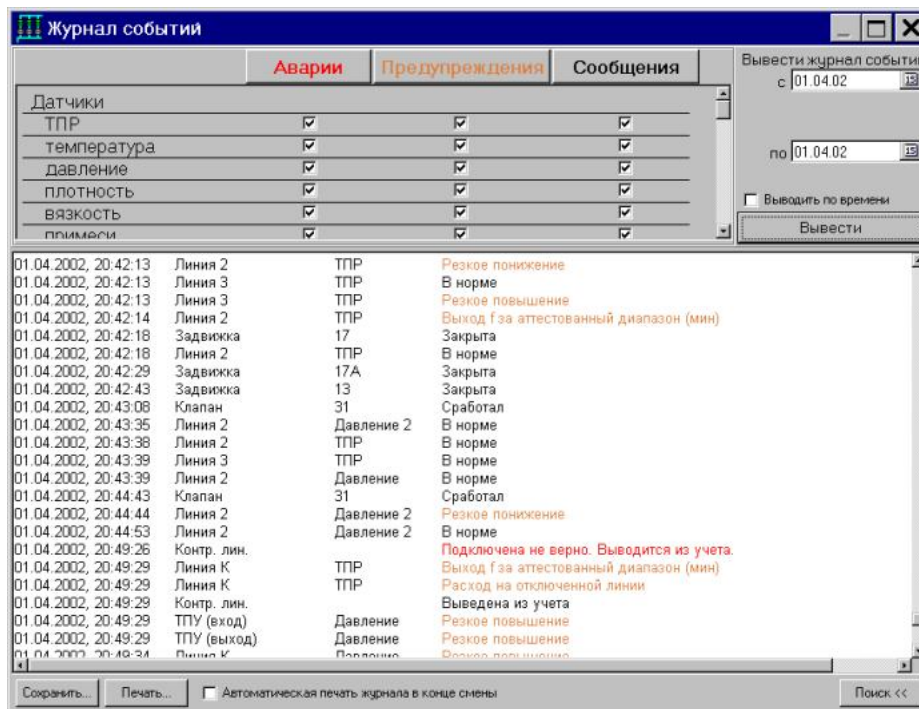 Журнал событий
Аварии Предупреждения Сообщения
Вывести журнал событи
с 01.04.02 15
Датчики
ТПР
температура
давление
по 01.04.02 15
плотность
Выводить по времени
вязкость
Вывести
примеси
01.04.2002, 20:42:13 Линия 2 ТПР Резкое понижение
01.04.2002, 20:42:13 Линия 3 ТПР В норме
01.04.2002, 20:42:13 Линия 3 ТПР Резкое повышение
01.04.2002, 20:42:14 Линия 2 ТПР Выход f за аттестованный диапазон (мин)
01.04.2002, 20:42:18 Задвижка 17 Закрыта
01.04.2002, 20:42:18 Линия 2 ТПР В норме
01.04.2002, 20:42:29 Задвижка 17А Закрыта
01.04.2002, 20:42:43 Задвижка 13 Закрыта
01.04.2002, 20:43:08 Клапан 31 Сработал
01.04.2002, 20:43:35 Линия 2 Давление 2 В норме
01.04.2002, 20:43:38 Линия 2 ТПР В норме
01.04.2002, 20:43:39 Линия 3 ТПР В норме
01.04.2002, 20:43:39 Линия 2 Давление В норме
01.04.2002, 20:44:43 Клапан 31 Сработал
01.04.2002, 20:44:44 Линия 2 Давление 2 Резкое понижение
01.04.2002, 20:44:53 Линия 2 Давление 2 В норме
01.04.2002, 20:49:26 Контр. лин. Подключена не верно. Выводится из учета.
01.04.2002, 20:49:29 Линия К ТПР Выход f за аттестованный диапазон (мин)
01.04.2002, 20:49:29 Линия К ТПР Расход на отключенной линии
01.04.2002, 20:49:29 Контр. лин. Выведена из учета
01.04.2002, 20:49:29 ТПУ (вход) Давление Резкое повышение
01.04.2002, 20:49:29 ТПУ (выход) Давление Резкое повышение
01.04.2002, 20:49:34 Линия К Давление Резкое повышение
Сохранить... Печать... Автоматическая печать журнала в конце смены Поиск <<